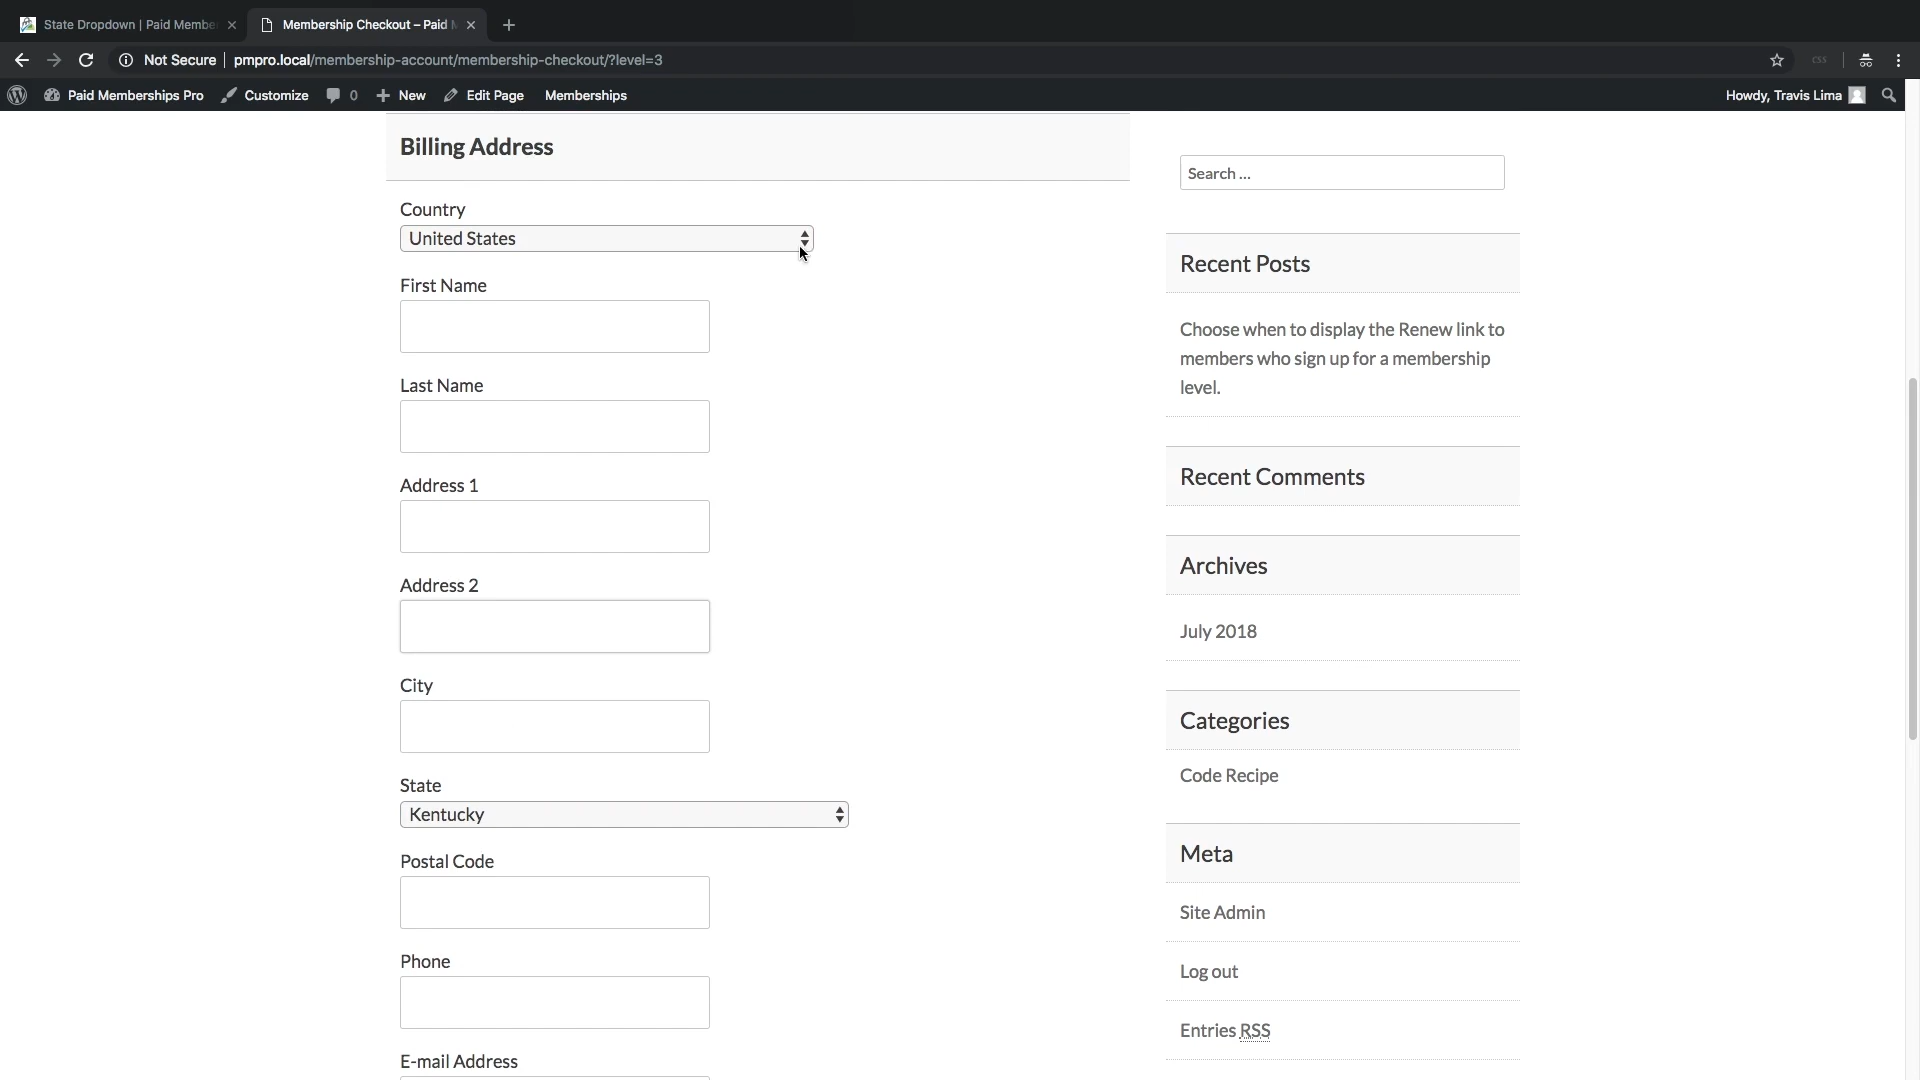 State Dropdown | Paid Membe
Membership Checkout – Paid M
Not Secure | pmpro.local/membership-account/membership-checkout/?level=3
css
Paid Memberships Pro
Customize
0
New
Edit Page
Memberships
Howdy, Travis Lima
Billing Address
Country
United States
First Name
Last Name
Address 1
Address 2
City
State
Kentucky
Postal Code
Phone
E-mail Address
Search ...
Recent Posts
Choose when to display the Renew link to
members who sign up for a membership
level.
Recent Comments
Archives
July 2018
Categories
Code Recipe
Meta
Site Admin
Log out
Entries RSS